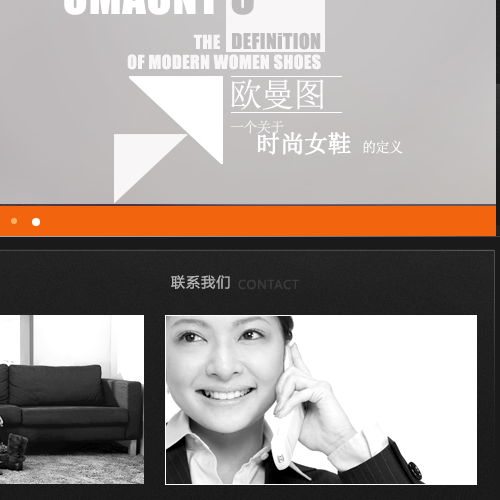 THE DEFINiTION
OF MODERN WOMEN SHOES
欧曼图
一个关于
时尚女鞋 的定义
联系我们 CONTACT